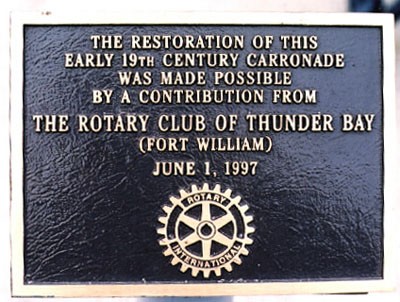 THE RESTORATION OF THIS
EARLY 19TH CENTURY CARRONADE
WAS MADE POSSIBLE
BY A CONTRIBUTION FROM
THE ROTARY CLUB OF THUNDER BAY
(FORT WILLIAM)
JUNE 1, 1997
ROTARY
INTERNATIONAL